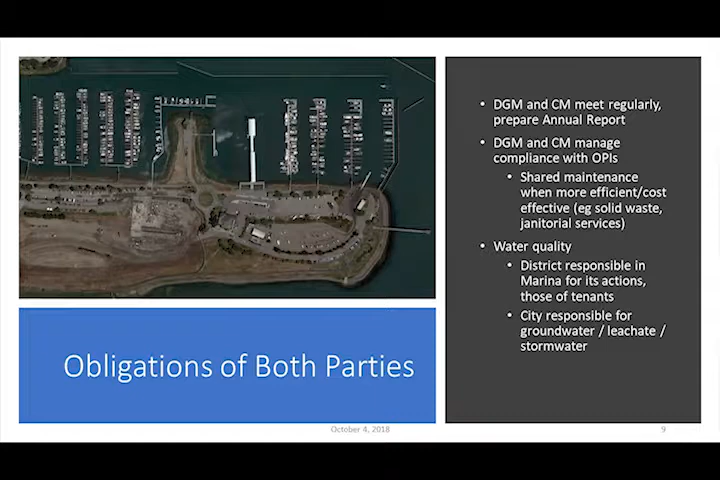 • DGM and CM meet regularly,
prepare Annual Report
• DGM and CM manage
compliance with OPIs
• Shared maintenance
when more efficient/cost
effective (eg solid waste,
janitorial services)
• Water quality
• District responsible in
Marina for its actions,
those of tenants
• City responsible for
groundwater / leachate /
stormwater
Obligations of Both Parties
October 4, 2018
9